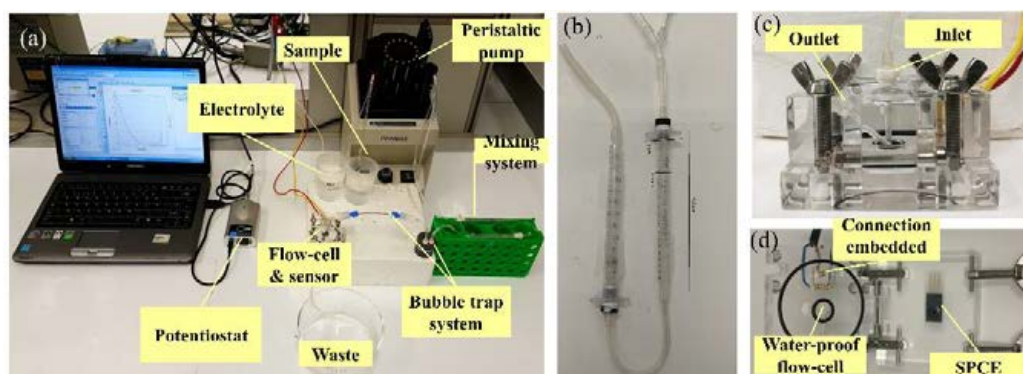 (a)
Sample
Peristaltic
pump
Electrolyte
Mixing
system
Flow-cell
& sensor
Bubble trap
system
Potentiostat
Waste
(b)
(c)
Outlet
Inlet
(d)
Connection
embedded
Water-proof
flow-cell
SPCE